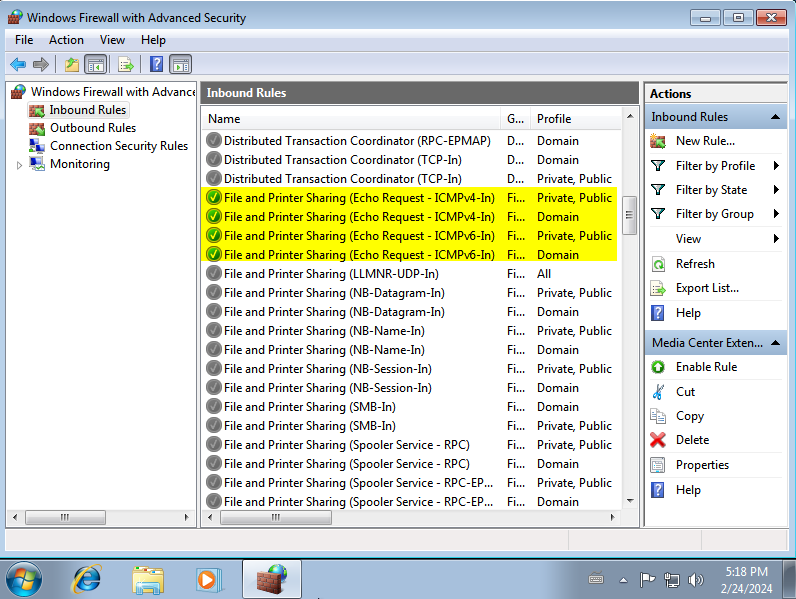 Windows Firewall with Advanced Security
File Action View Help
Windows Firewall with Advance
Inbound Rules
Outbound Rules
Connection Security Rules
Monitoring
Inbound Rules
Name G... Profile
Distributed Transaction Coordinator (RPC-EPMAP) D... Domain
Distributed Transaction Coordinator (TCP-In) D... Domain
Distributed Transaction Coordinator (TCP-In) D... Private, Public
File and Printer Sharing (Echo Request - ICMPv4-In) Fi... Private, Public
File and Printer Sharing (Echo Request - ICMPv4-In) Fi... Domain
File and Printer Sharing (Echo Request - ICMPv6-In) Fi... Private, Public
File and Printer Sharing (Echo Request - ICMPv6-In) Fi... Domain
File and Printer Sharing (LLMNR-UDP-In) Fi... All
File and Printer Sharing (NB-Datagram-In) Fi... Private, Public
File and Printer Sharing (NB-Datagram-In) Fi... Domain
File and Printer Sharing (NB-Name-In) Fi... Private, Public
File and Printer Sharing (NB-Name-In) Fi... Domain
File and Printer Sharing (NB-Session-In) Fi... Private, Public
File and Printer Sharing (NB-Session-In) Fi... Domain
File and Printer Sharing (SMB-In) Fi... Domain
File and Printer Sharing (SMB-In) Fi... Private, Public
File and Printer Sharing (Spooler Service - RPC) Fi... Private, Public
File and Printer Sharing (Spooler Service - RPC) Fi... Domain
File and Printer Sharing (Spooler Service - RPC-EP... Fi... Private, Public
File and Printer Sharing (Spooler Service - RPC-EP... Fi... Domain
Actions
Inbound Rules
New Rule...
Filter by Profile
Filter by State
Filter by Group
View
Refresh
Export List...
Help
Media Center Exten...
Enable Rule
Cut
Copy
Delete
Properties
Help
5:18 PM
2/24/2024